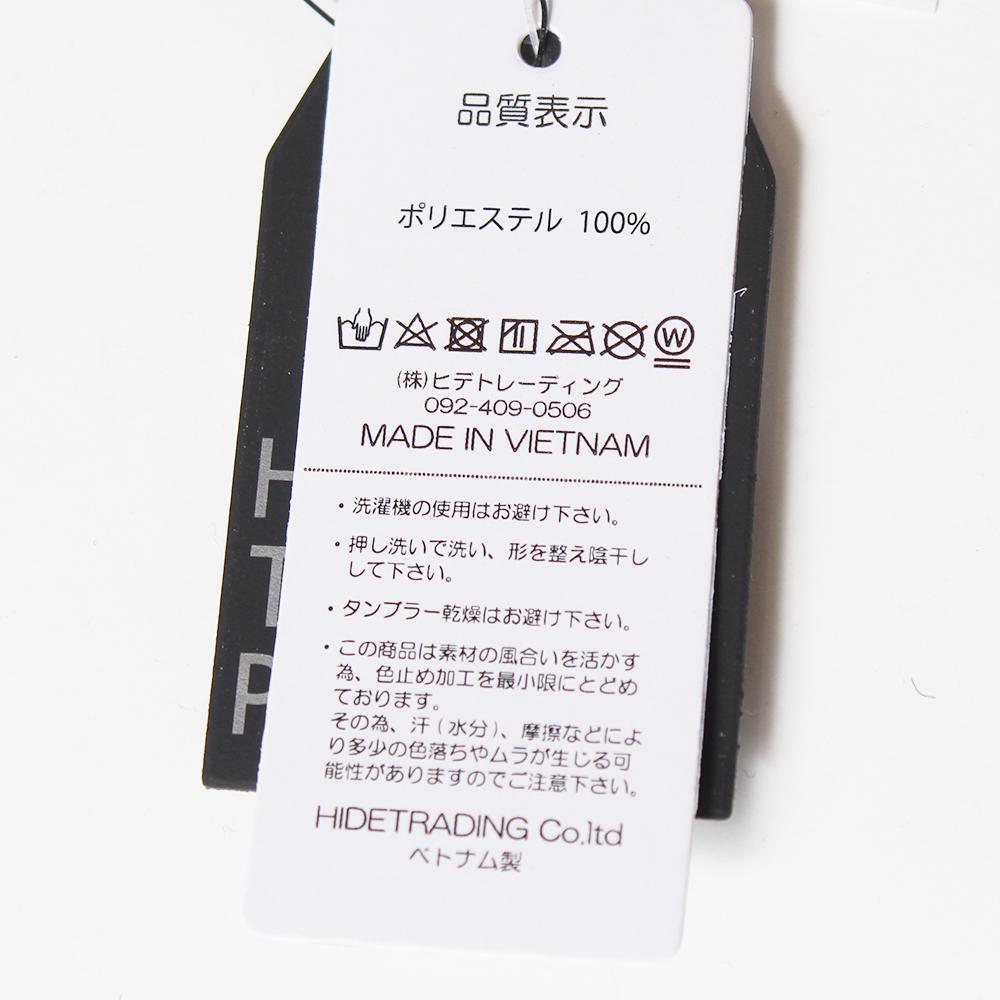 品質表示
ポリエステル 100%
W
(株)ヒデトレーディング
092-409-0506
MADE IN VIETNAM
・洗濯機の使用はお避け下さい。
・押し洗いで洗い、形を整え陰干し
して下さい。
・タンブラー乾燥はお避け下さい。
・この商品は素材の風合いを活かす
為、色止め加工を最小限にとどめ
ております。
その為、汗(水分)、摩擦などによ
り多少の色落ちやムラが生じる可
能性がありますのでご注意下さい。
HIDETRADING Co.ltd
ベトナム製
H
T
P